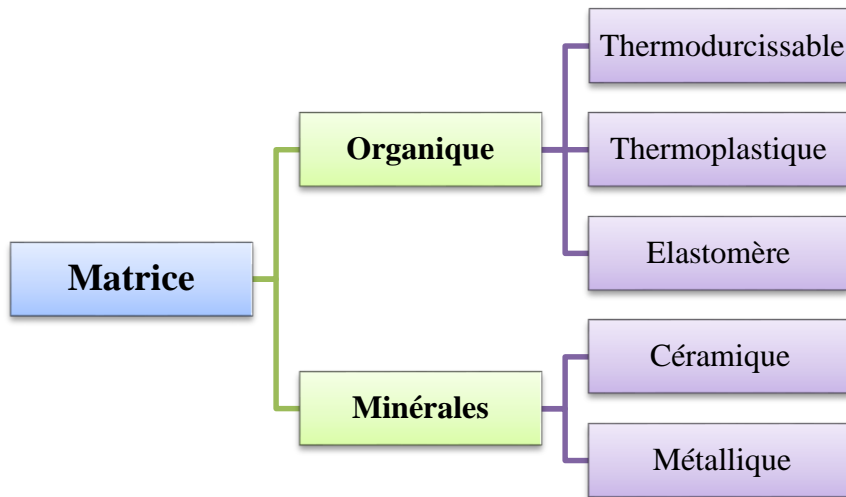 Matrice
Organique
Thermodurcissable
Thermoplastique
Elastomère
Minérales
Céramique
Métallique